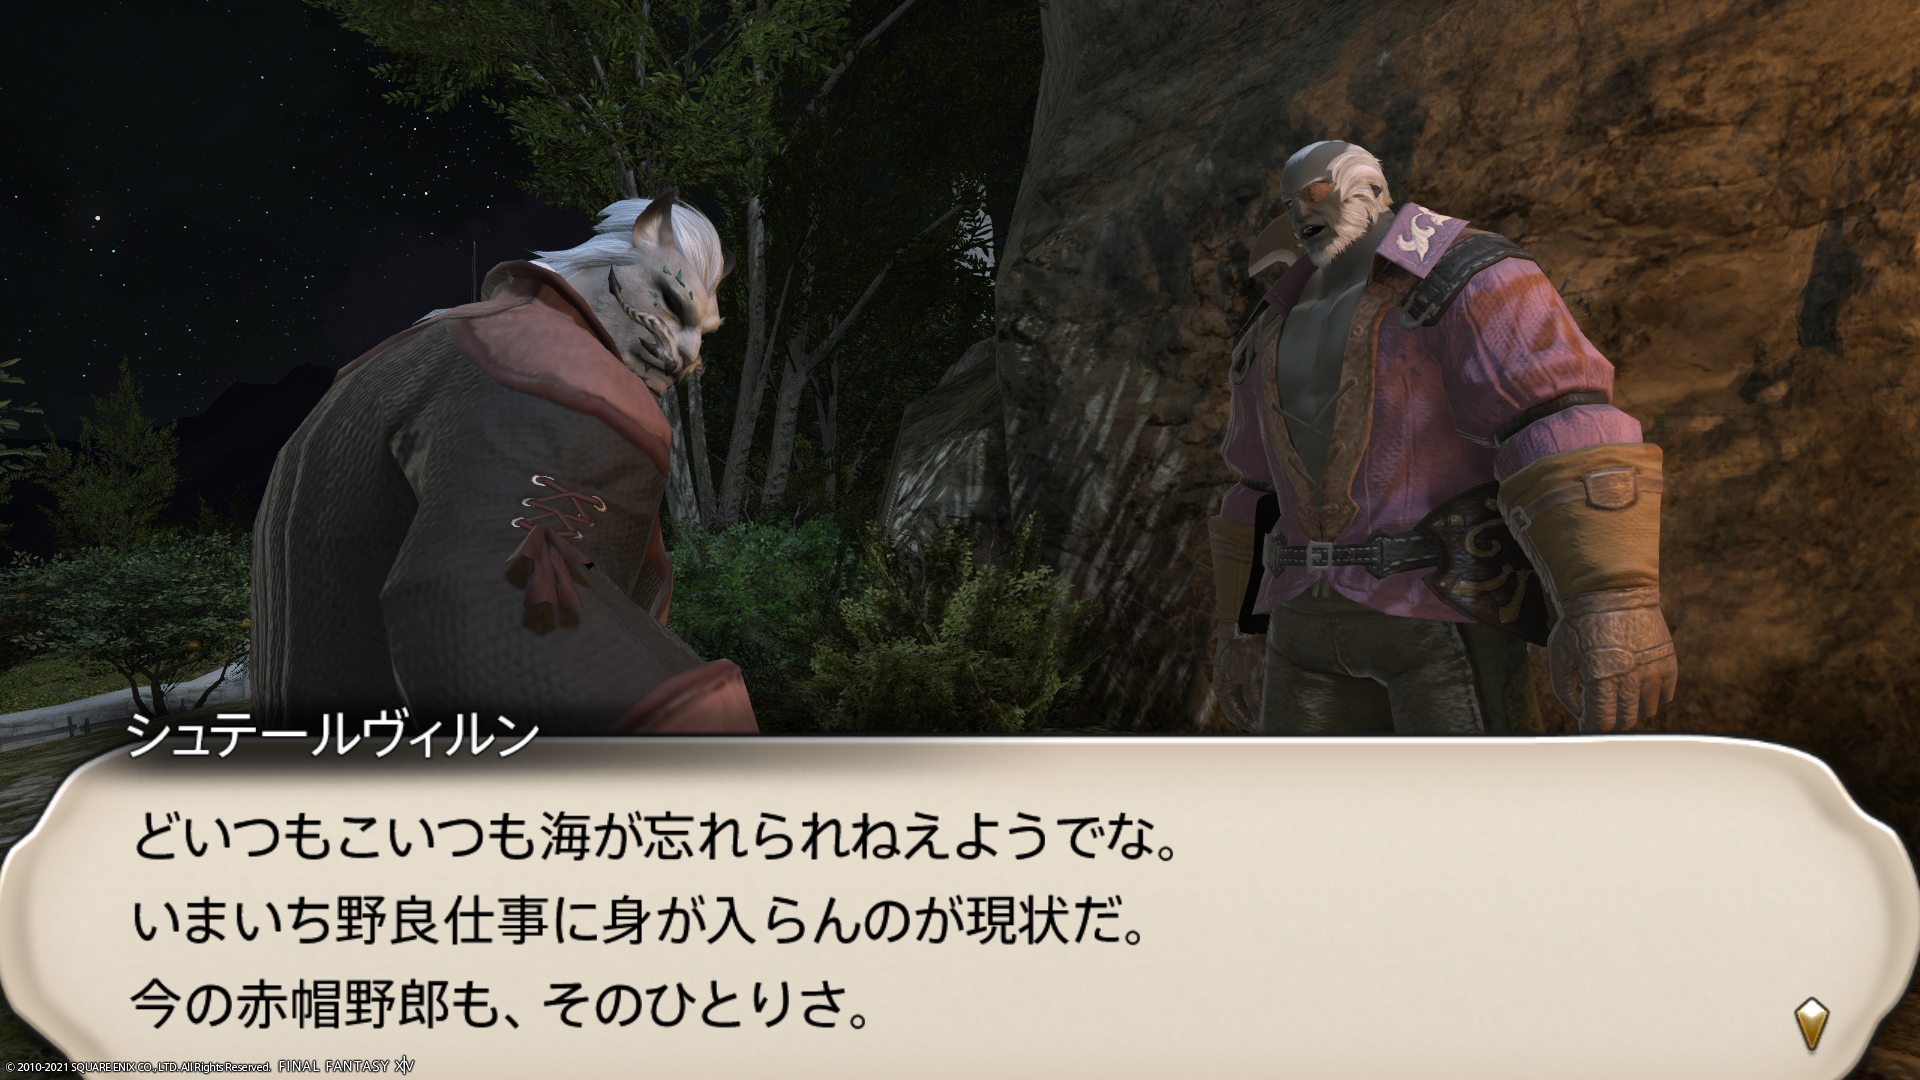 シュテールヴィルン
どいつもこいつも海が忘れられねえようでな。
いまいち野良仕事に身が入らんのが現状だ。
今の赤帽野郎も、そのひとりさ。
© 2010-2021 SQUARE ENIX CO., LTD. All Rights Reserved. FINAL FANTASY XIV